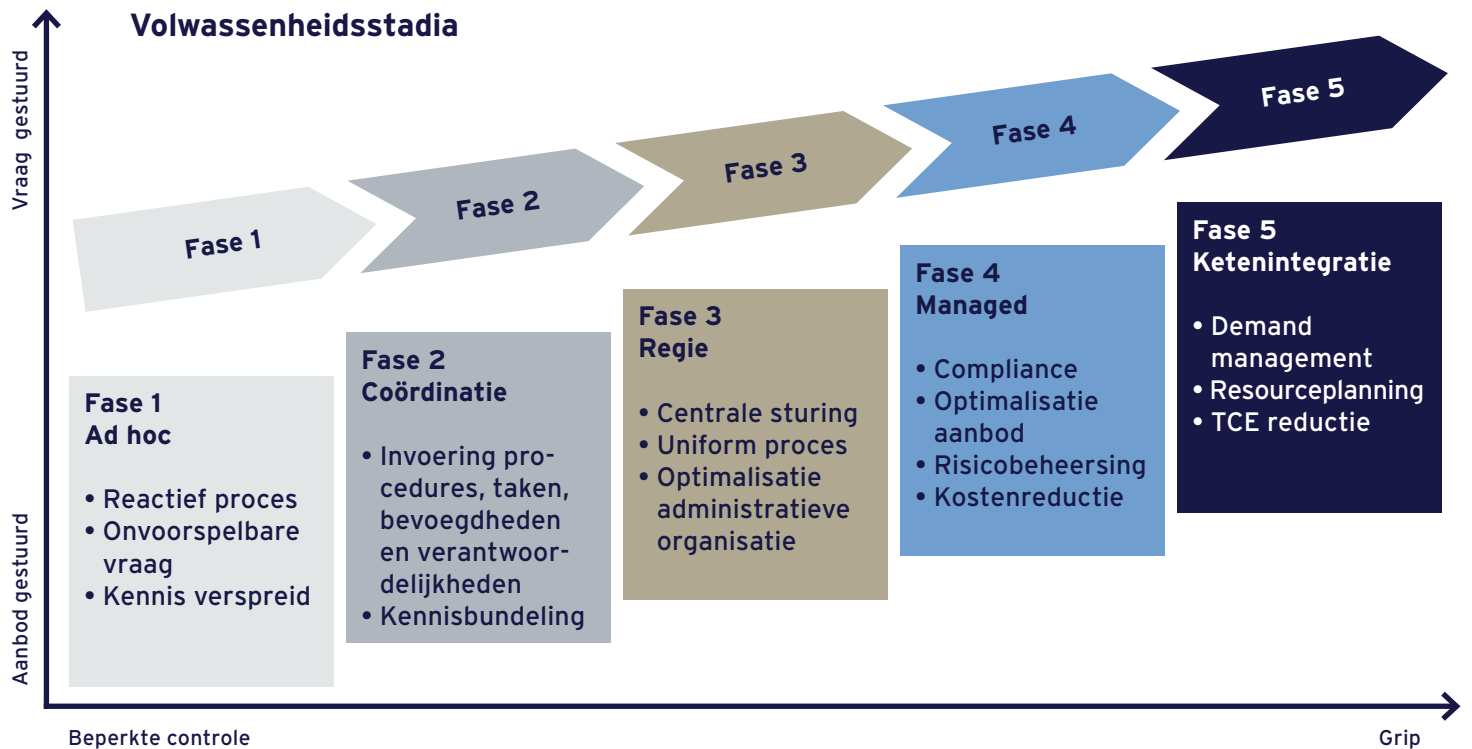 Volwassenheidsstadia
Vraag gestuurd
Aanbod gestuurd
Fase 1
Fase 2
Fase 3
Fase 4
Fase 5
Fase 1
Ad hoc
• Reactief proces
• Onvoorspelbare
vraag
• Kennis verspreid
Fase 2
Coördinatie
• Invoering pro-
cedures, taken,
bevoegdheden
en verantwoor-
delijkheden
• Kennisbundeling
Fase 3
Regie
• Centrale sturing
• Uniform proces
• Optimalisatie
administratieve
organisatie
Fase 4
Managed
• Compliance
• Optimalisatie
aanbod
• Risicobeheersing
• Kostenreductie
Fase 5
Ketenintegratie
• Demand
management
• Resourceplanning
• TCE reductie
Beperkte controle
Grip